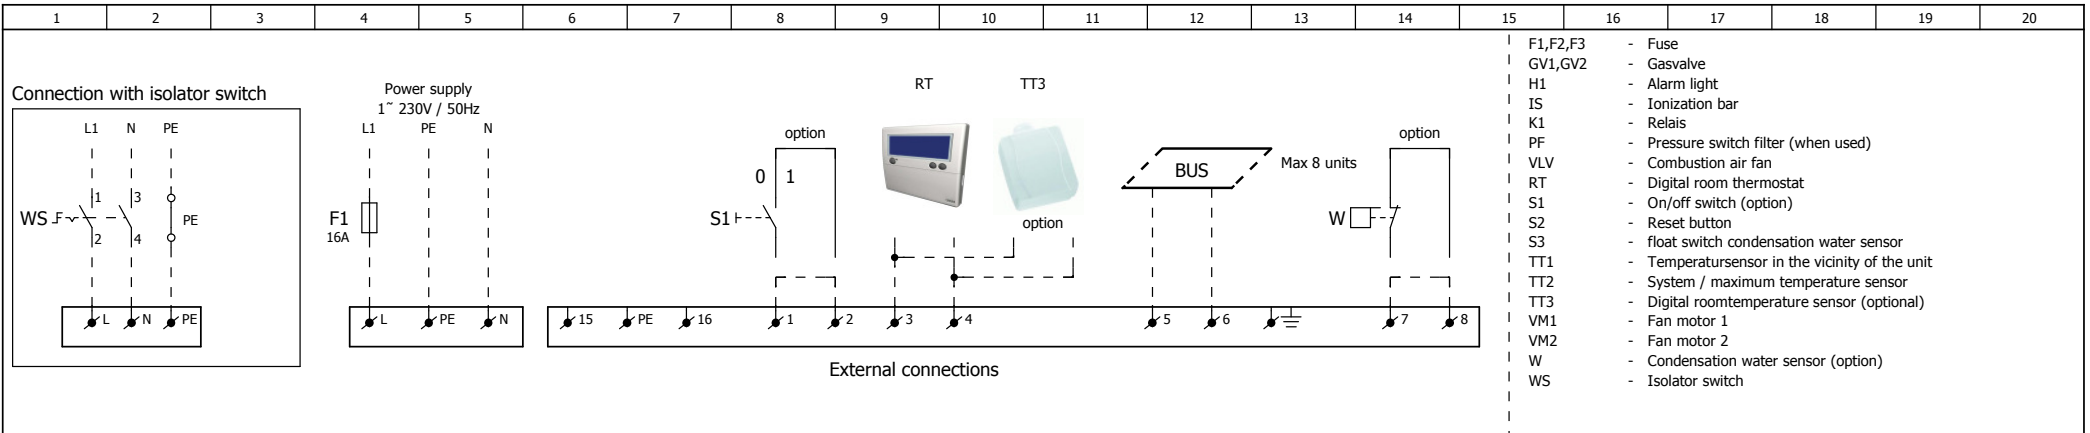 1 2 3 4 5 6 7 8 9 10 11 12 13 14 15 16 17 18 19 20
Connection with isolator switch
L1 N PE
1 3
WS PE
2 4
L N PE
Power supply
1~ 230V / 50Hz
L1 PE N
F1
16A
L PE N
option
0 1
S1
RT TT3
option
BUS
Max 8 units
option
W
15 PE 16 1 2 3 4 5 6 7 8
External connections
F1,F2,F3 - Fuse
GV1,GV2 - Gasvalve
H1 - Alarm light
IS - Ionization bar
K1 - Relais
PF - Pressure switch filter (when used)
VLV - Combustion air fan
RT - Digital room thermostat
S1 - On/off switch (option)
S2 - Reset button
S3 - float switch condensation water sensor
TT1 - Temperatursensor in the vicinity of the unit
TT2 - System / maximum temperature sensor
TT3 - Digital roomtemperature sensor (optional)
VM1 - Fan motor 1
VM2 - Fan motor 2
W - Condensation water sensor (option)
WS - Isolator switch